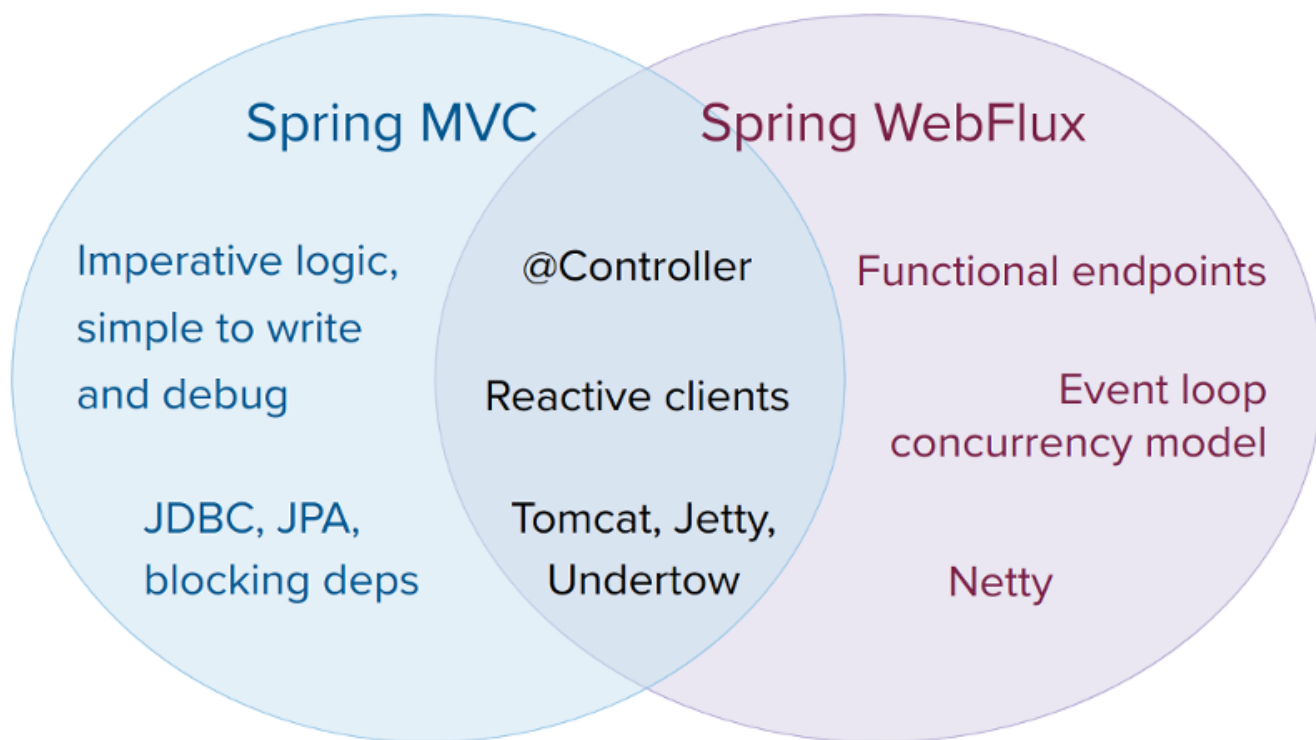 Spring MVC
Spring WebFlux
Imperative logic,
simple to write
and debug
JDBC, JPA,
blocking deps
@Controller
Reactive clients
Tomcat, Jetty,
Undertow
Functional endpoints
Event loop
concurrency model
Netty